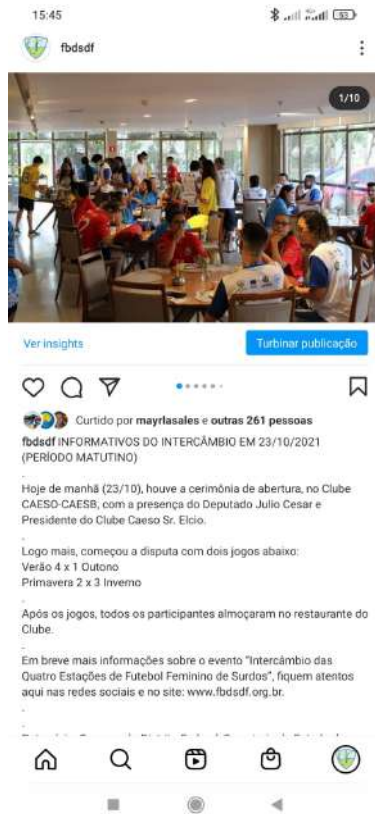 15:45
53
fbdsdf
1/10
Ver insights
Turbinar publicação
Curtido por mayrlasales e outras 261 pessoas
fbdsdf INFORMATIVOS DO INTERCÂMBIO EM 23/10/2021
(PERÍODO MATUTINO)
.
Hoje de manhã (23/10), houve a cerimônia de abertura, no Clube
CAESO-CAESB, com a presença do Deputado Julio Cesar e
Presidente do Clube Caeso Sr. Elcio.
.
Logo mais, começou a disputa com dois jogos abaixo:
Verão 4 x 1 Outono
Primavera 2 x 3 Inverno
.
Após os jogos, todos os participantes almoçaram no restaurante do
Clube.
.
Em breve mais informações sobre o evento "Intercâmbio das
Quatro Estações de Futebol Feminino de Surdos", fiquem atentos
aqui nas redes sociais e no site: www.fbdsdf.org.br.
.
.